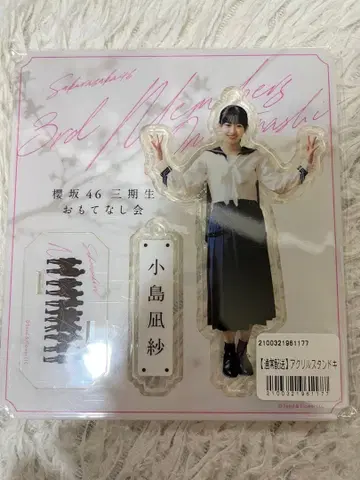 Sakurazaka46
3rd Members
櫻坂46 三期生
おもてなし会
小島凪紗
2100321961177
【通常配送】アクリルスタンドキ
2100321961177